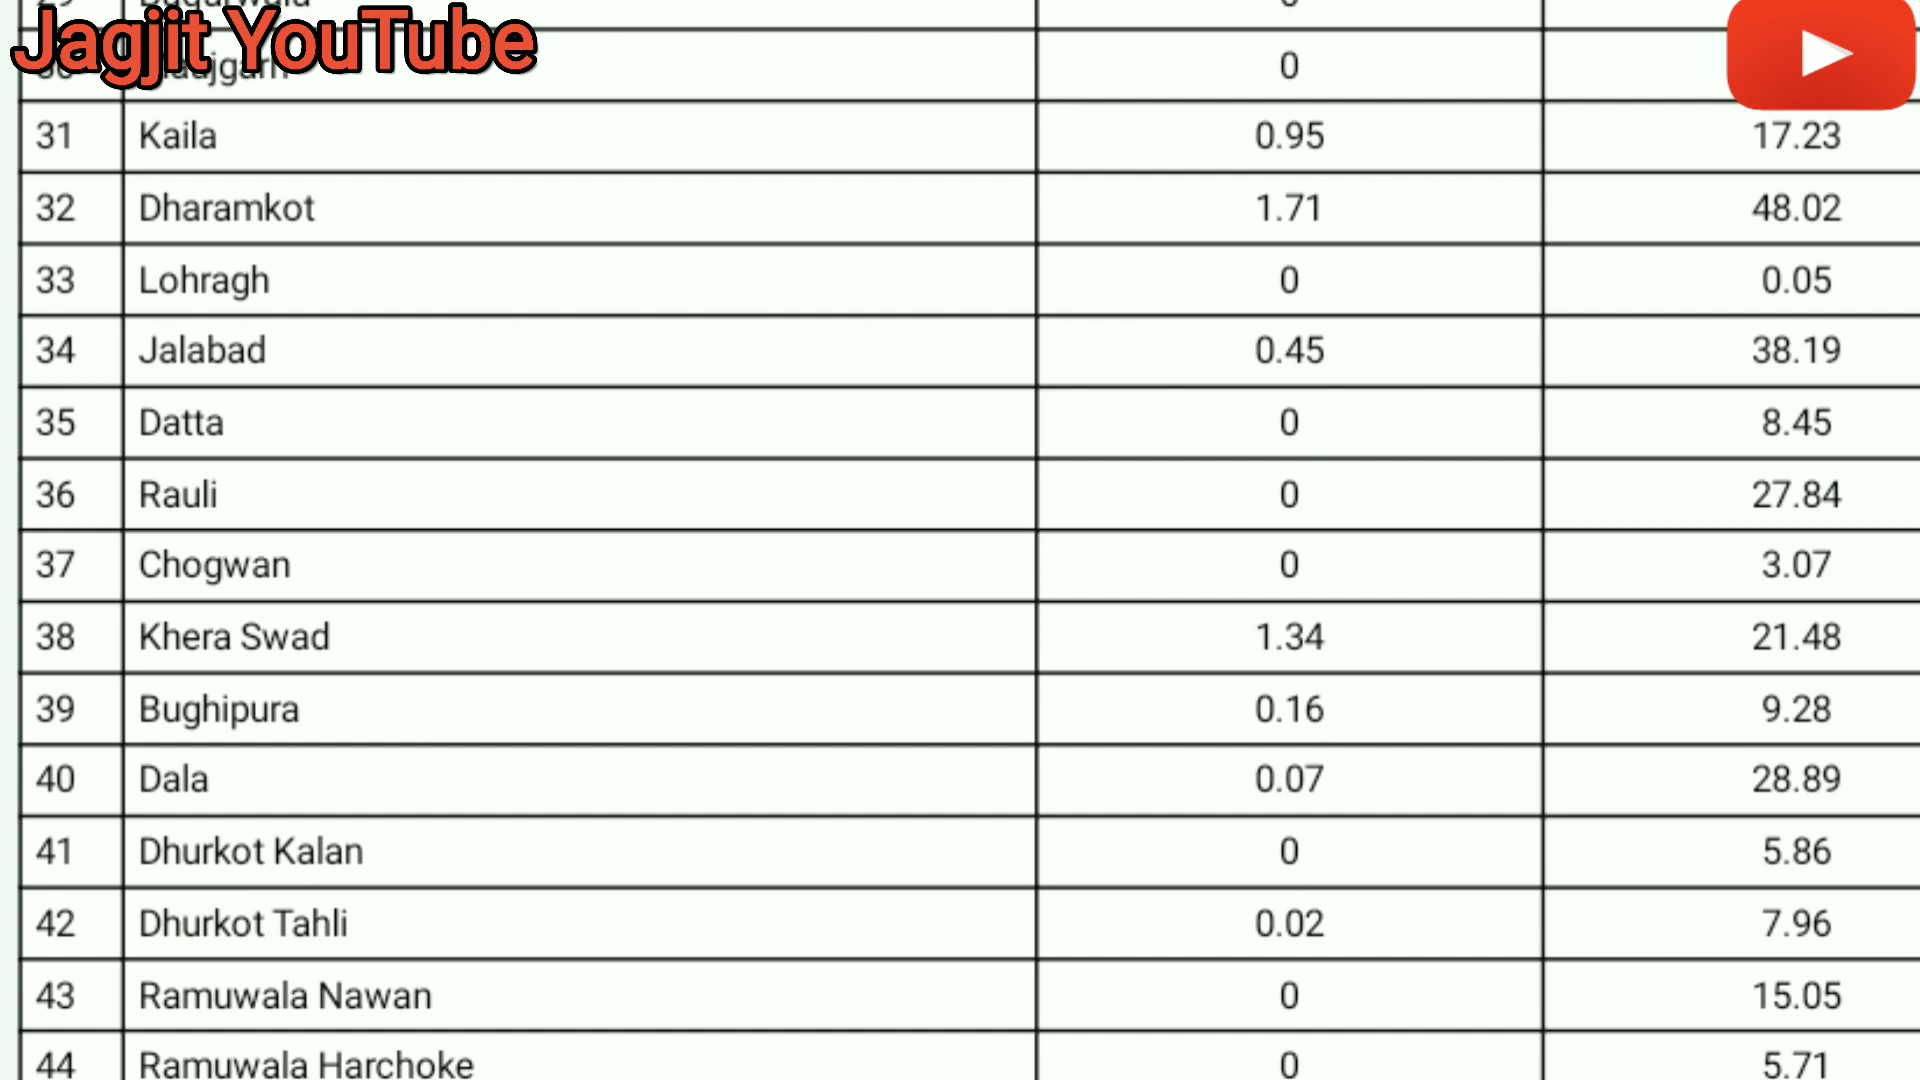 Jagjit YouTube
0
31 Kaila 0.95 17.23
32 Dharamkot 1.71 48.02
33 Lohragh 0 0.05
34 Jalabad 0.45 38.19
35 Datta 0 8.45
36 Rauli 0 27.84
37 Chogwan 0 3.07
38 Khera Swad 1.34 21.48
39 Bughipura 0.16 9.28
40 Dala 0.07 28.89
41 Dhurkot Kalan 0 5.86
42 Dhurkot Tahli 0.02 7.96
43 Ramuwala Nawan 0 15.05
44 Ramuwala Harchoke 0 5.71